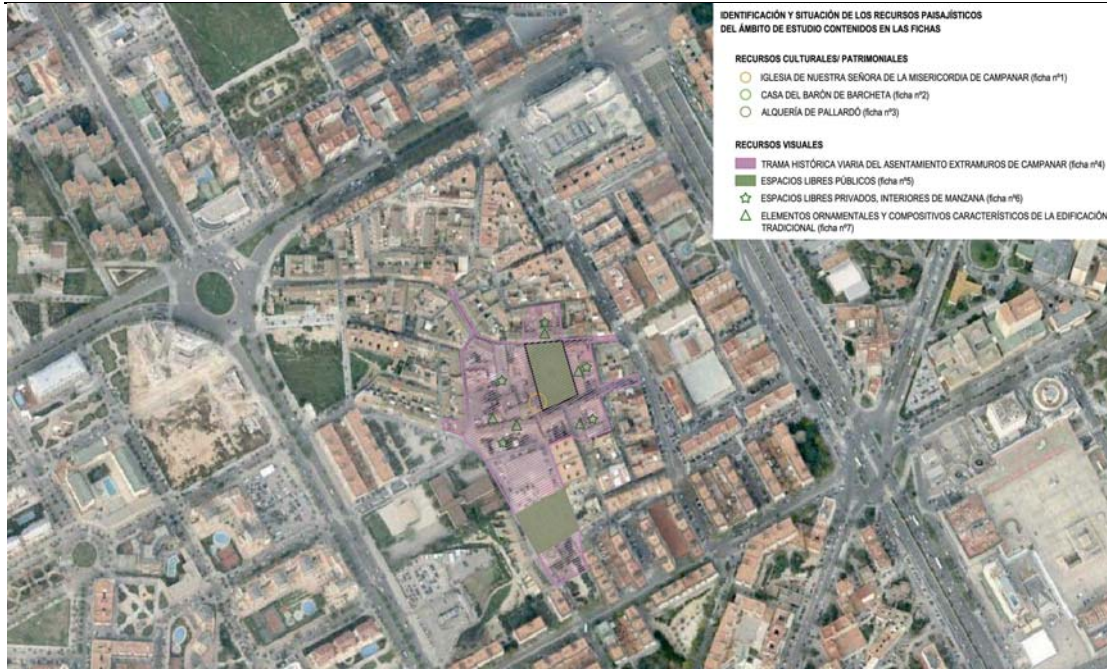 IDENTIFICACIÓN Y SITUACIÓN DE LOS RECURSOS PAISAJÍSTICOS
DEL ÁMBITO DE ESTUDIO CONTENIDOS EN LAS FICHAS
RECURSOS CULTURALES/ PATRIMONIALES
IGLESIA DE NUESTRA SEÑORA DE LA MISERICORDIA DE CAMPANAR (ficha nº1)
CASA DEL BARÓN DE BARCHETA (ficha nº2)
ALQUERÍA DE PALLARDÓ (ficha nº3)
RECURSOS VISUALES
TRAMA HISTÓRICA VIARIA DEL ASENTAMIENTO EXTRAMUROS DE CAMPANAR (ficha nº4)
ESPACIOS LIBRES PÚBLICOS (ficha nº5)
ESPACIOS LIBRES PRIVADOS, INTERIORES DE MANZANA (ficha nº6)
ELEMENTOS ORNAMENTALES Y COMPOSITIVOS CARACTERÍSTICOS DE LA EDIFICACIÓN
TRADICIONAL (ficha nº7)